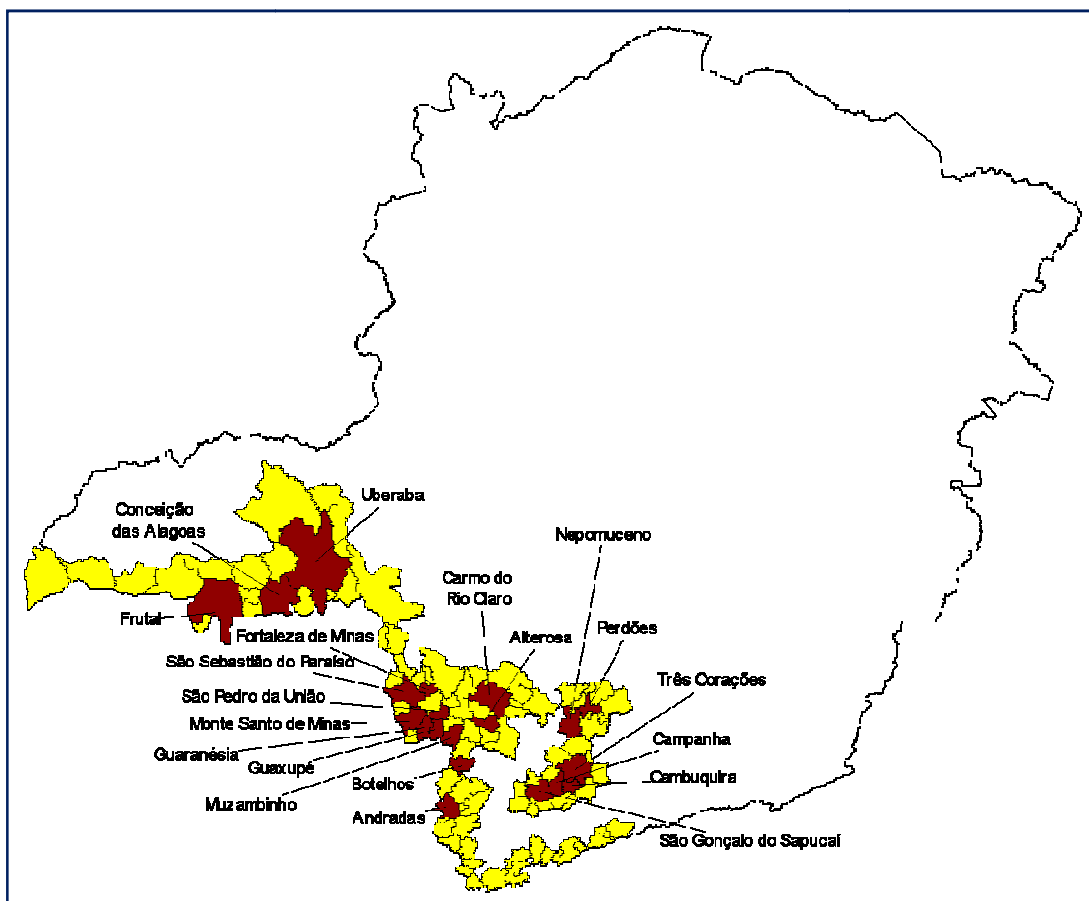 Uberaba
Conceição
das Alagoas
Nepomuceno
Carmo do
Rio Claro
Frutal
Perdões
Fortaleza de Minas
Alterosa
São Sebastião do Paraíso
Três Corações
São Pedro da União
Monte Santo de Minas
Campanha
Guaranésia
Guaxupé
Cambuquira
Botelhos
Muzambinho
Andradas
São Gonçalo do Sapucaí